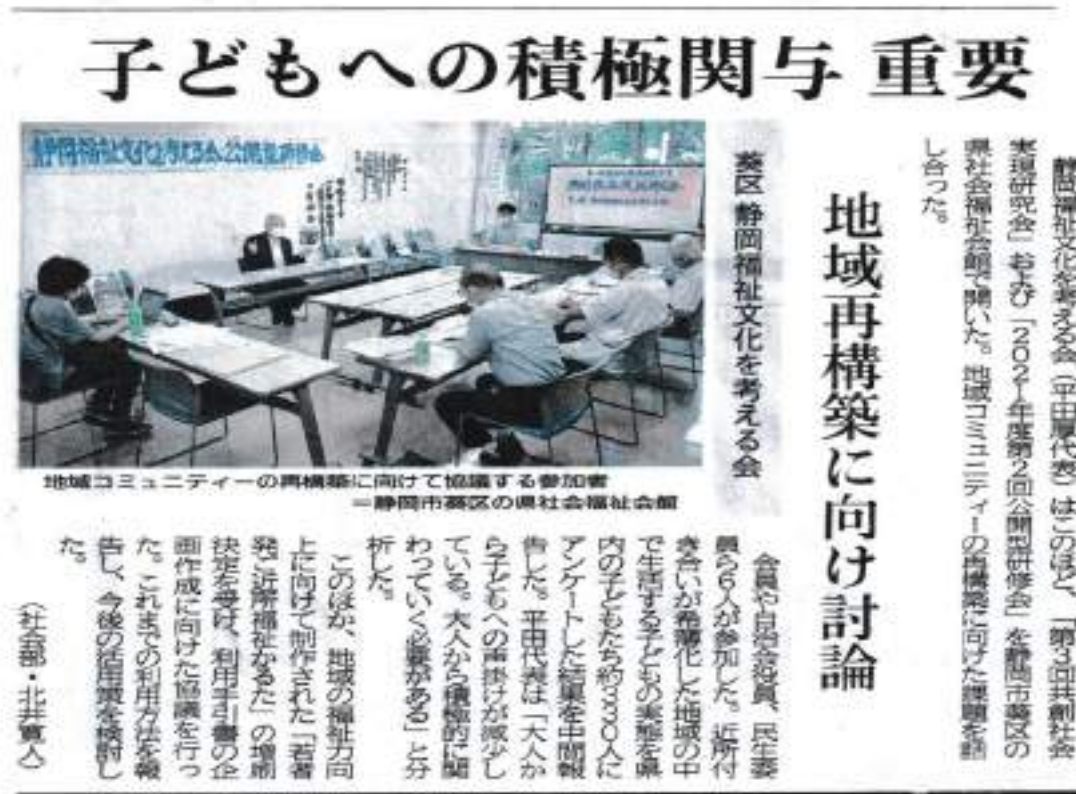 子どもへの積極関与 重要
地域再構築に向け討論
葵区 静岡福祉文化を考える会
静岡福祉文化を考える会（平田厚代表）はこのほど、「第3回共創社会
実現研究会」および「2021年度第2回公開型研修会」を静岡市葵区の
県社会福祉会館で開いた。地域コミュニティーの再構築に向けた課題を話
し合った。
静岡福祉文化を考える会 公開型研修会
地域コミュニティーの再構築に向けて協議する参加者
＝静岡市葵区の県社会福祉会館
会員や自治会役員、民生委
員ら6人が参加した。近所付
き合いが希薄化した地域の中
で生活する子どもの実態を県
内の子どもたち約330人に
アンケートした結果を中間報
告した。平田代表は「大人か
ら子どもへの声掛けが減少し
ている。大人から積極的に関
わっていく必要がある」と分
析した。
このほか、地域の福祉力向
上に向けて制作された「若者
発ご近所福祉かるた」の増刷
決定を受け、利用手引書の企
画作成に向けた協議を行っ
た。これまでの利用方法を報
告し、今後の活用策を検討し
た。
（社会部・北井寛人）